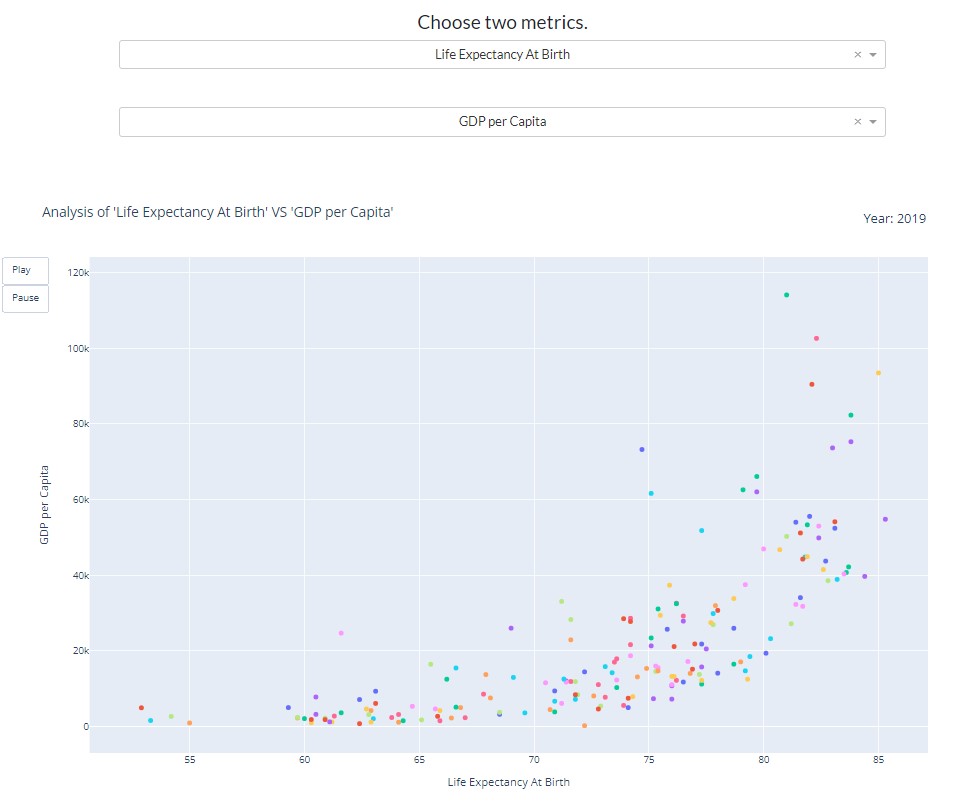 Choose two metrics.
Life Expectancy At Birth × 
GDP per Capita ×
Analysis of 'Life Expectancy At Birth' VS 'GDP per Capita'
Year: 2019
Play
Pause
120k
100k
80k
60k
40k
20k
0
GDP per Capita
55 60 65 70 75 80 85
Life Expectancy At Birth